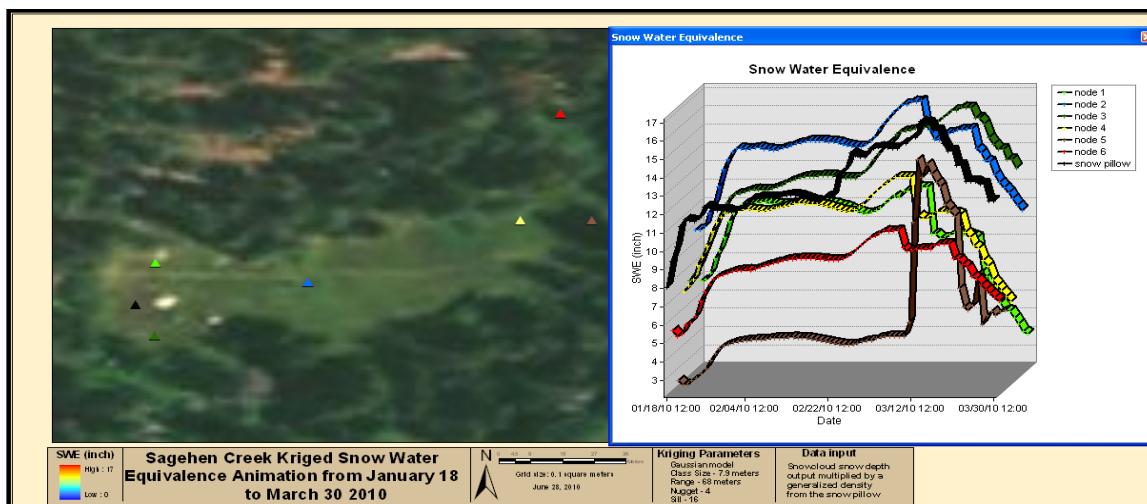 Snow Water Equivalence
Snow Water Equivalence
node 1
node 2
node 3
node 4
node 5
node 6
snow pillow
17
16
15
14
13
12
11
10
9
8
7
6
5
4
3
SWE (inch)
01/18/10 12:00 02/04/10 12:00 02/22/10 12:00 03/12/10 12:00 03/30/10 12:00
Date
SWE (inch)
High : 17
Low : 0
Sagehen Creek Kriged Snow Water
Equivalence Animation from January 18
to March 30 2010
N
Grid size: 0.1 square meters
June 28, 2010
Kriging Parameters
Gaussian model
Class Size - 7.9 meters
Range - 68 meters
Nugget - 4
Sill - 16
Data input
Snowcloud snow depth
output multiplied by a
generalized density
from the snow pillow